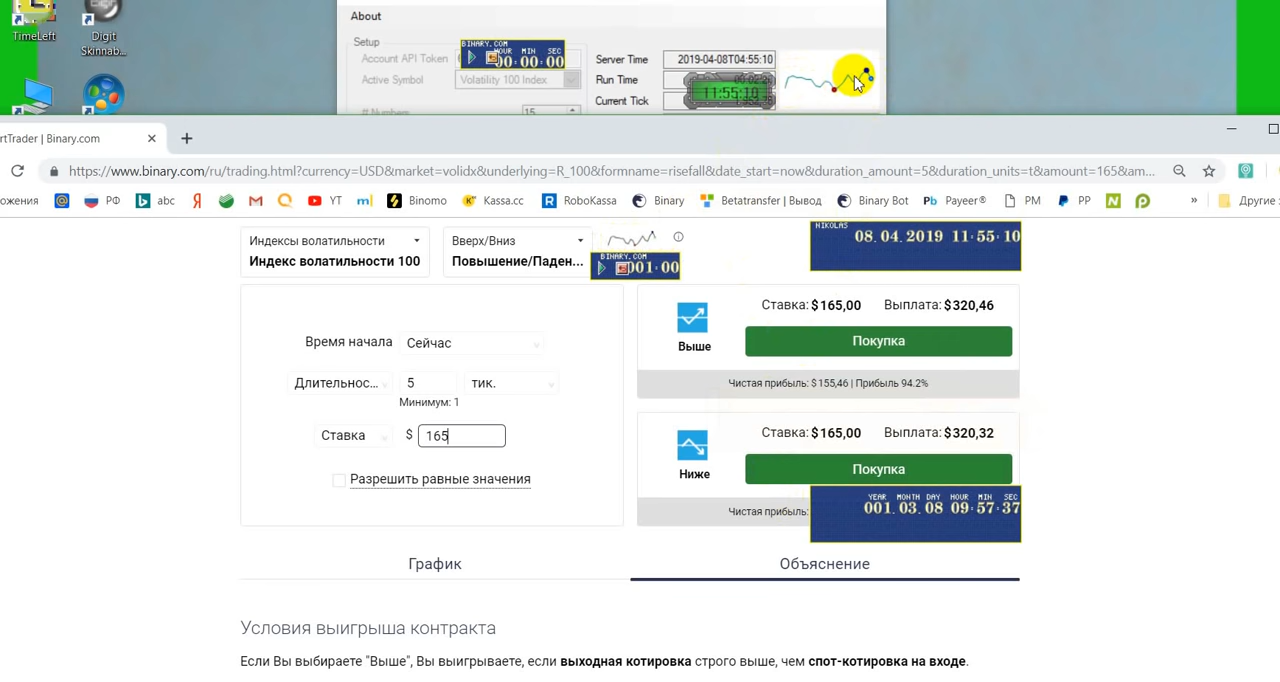 TimeLeft
Digit
Skinnab...
About
Setup
Account API Token
BINARY.COM
HOUR MIN SEC
00:00:00
Active Symbol
Volatility 100 Index
# Numbers
15
Server Time
2019-04-08T04:55:10
Run Time
Current Tick
11:55:10
rtTrader | Binary.com
https://www.binary.com/ru/trading.html?currency=USD&market=volidx&underlying=R_100&formname=risefall&date_start=now&duration_amount=5&duration_units=t&amount=165&am...
ожения
РФ
abc
YT
Binomo
Kassa.cc
RoboKassa
Binary
Betatransfer | Вывод
Binary Bot
Payeer®
PM
PP
»
Другие з
Индексы волатильности
Индекс волатильности 100
Вверх/Вниз
Повышение/Паден...
BINARY.COM
001:00
NIKOLAS
08.04.2019 11:55:10
Время начала
Сейчас
Длительнос...
5
тик.
Минимум: 1
Ставка
$
165
Разрешить равные значения
Ставка: $165,00 Выплата: $320,46
Выше
Покупка
Чистая прибыль: $ 155,46 | Прибыль 94.2%
Ставка: $165,00 Выплата: $320,32
Ниже
Покупка
Чистая прибыль:
YEAR MONTH DAY HOUR MIN SEC
001.03.08 09:57:37
График
Объяснение
Условия выигрыша контракта
Если Вы выбираете "Выше", Вы выигрываете, если выходная котировка строго выше, чем спот-котировка на входе.